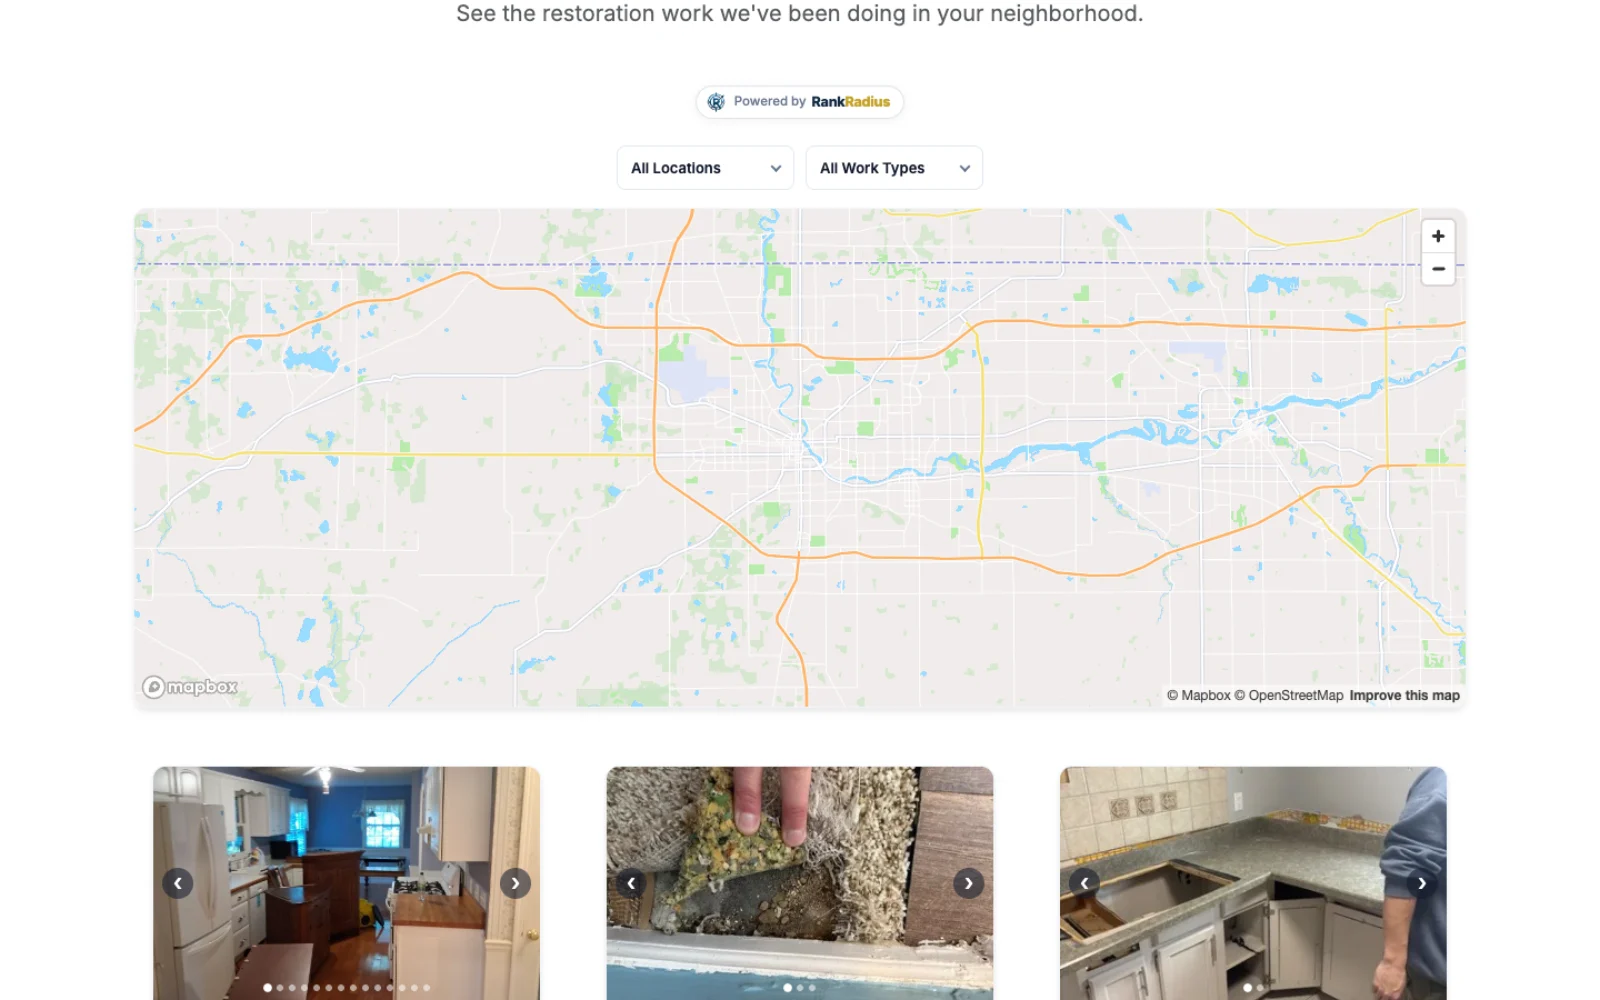 See the restoration work we've been doing in your neighborhood.
Powered by RankRadius
All Locations
All Work Types
mapbox
© Mapbox © OpenStreetMap Improve this map